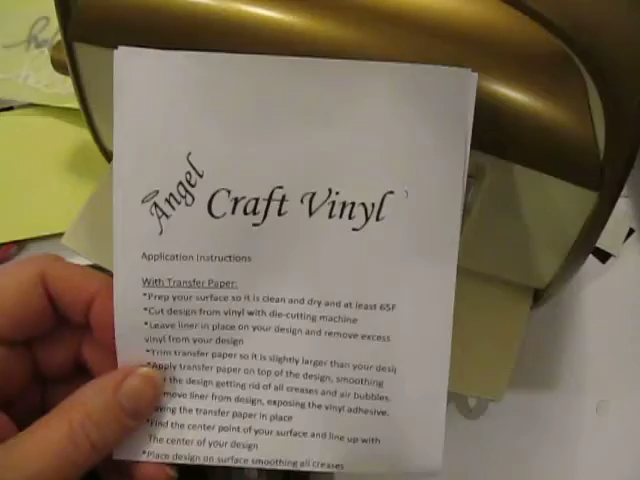 Angel Craft Vinyl
Application Instructions
With Transfer Paper:
*Prep your surface so it is clean and dry and at least 65F
*Cut design from vinyl with die-cutting machine
*Leave liner in place on your design and remove excess
vinyl from your design
*Trim transfer paper so it is slightly larger than your desi
*Apply transfer paper on top of the design, smoothing
the design getting rid of all creases and air bubbles.
move liner from design, exposing the vinyl adhesive.
ving the transfer paper in place
*Find the center point of your surface and line up with
The center of your design
*Place design on surface smoothing all creases